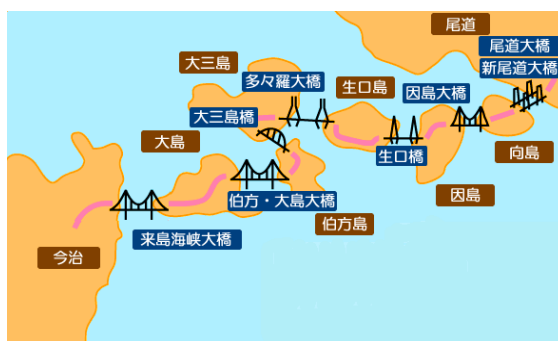 尾道
尾道大橋
新尾道大橋
大三島
多々羅大橋
生口島
因島大橋
大三島橋
大島
生口橋
向島
伯方・大島大橋
因島
伯方島
来島海峡大橋
今治